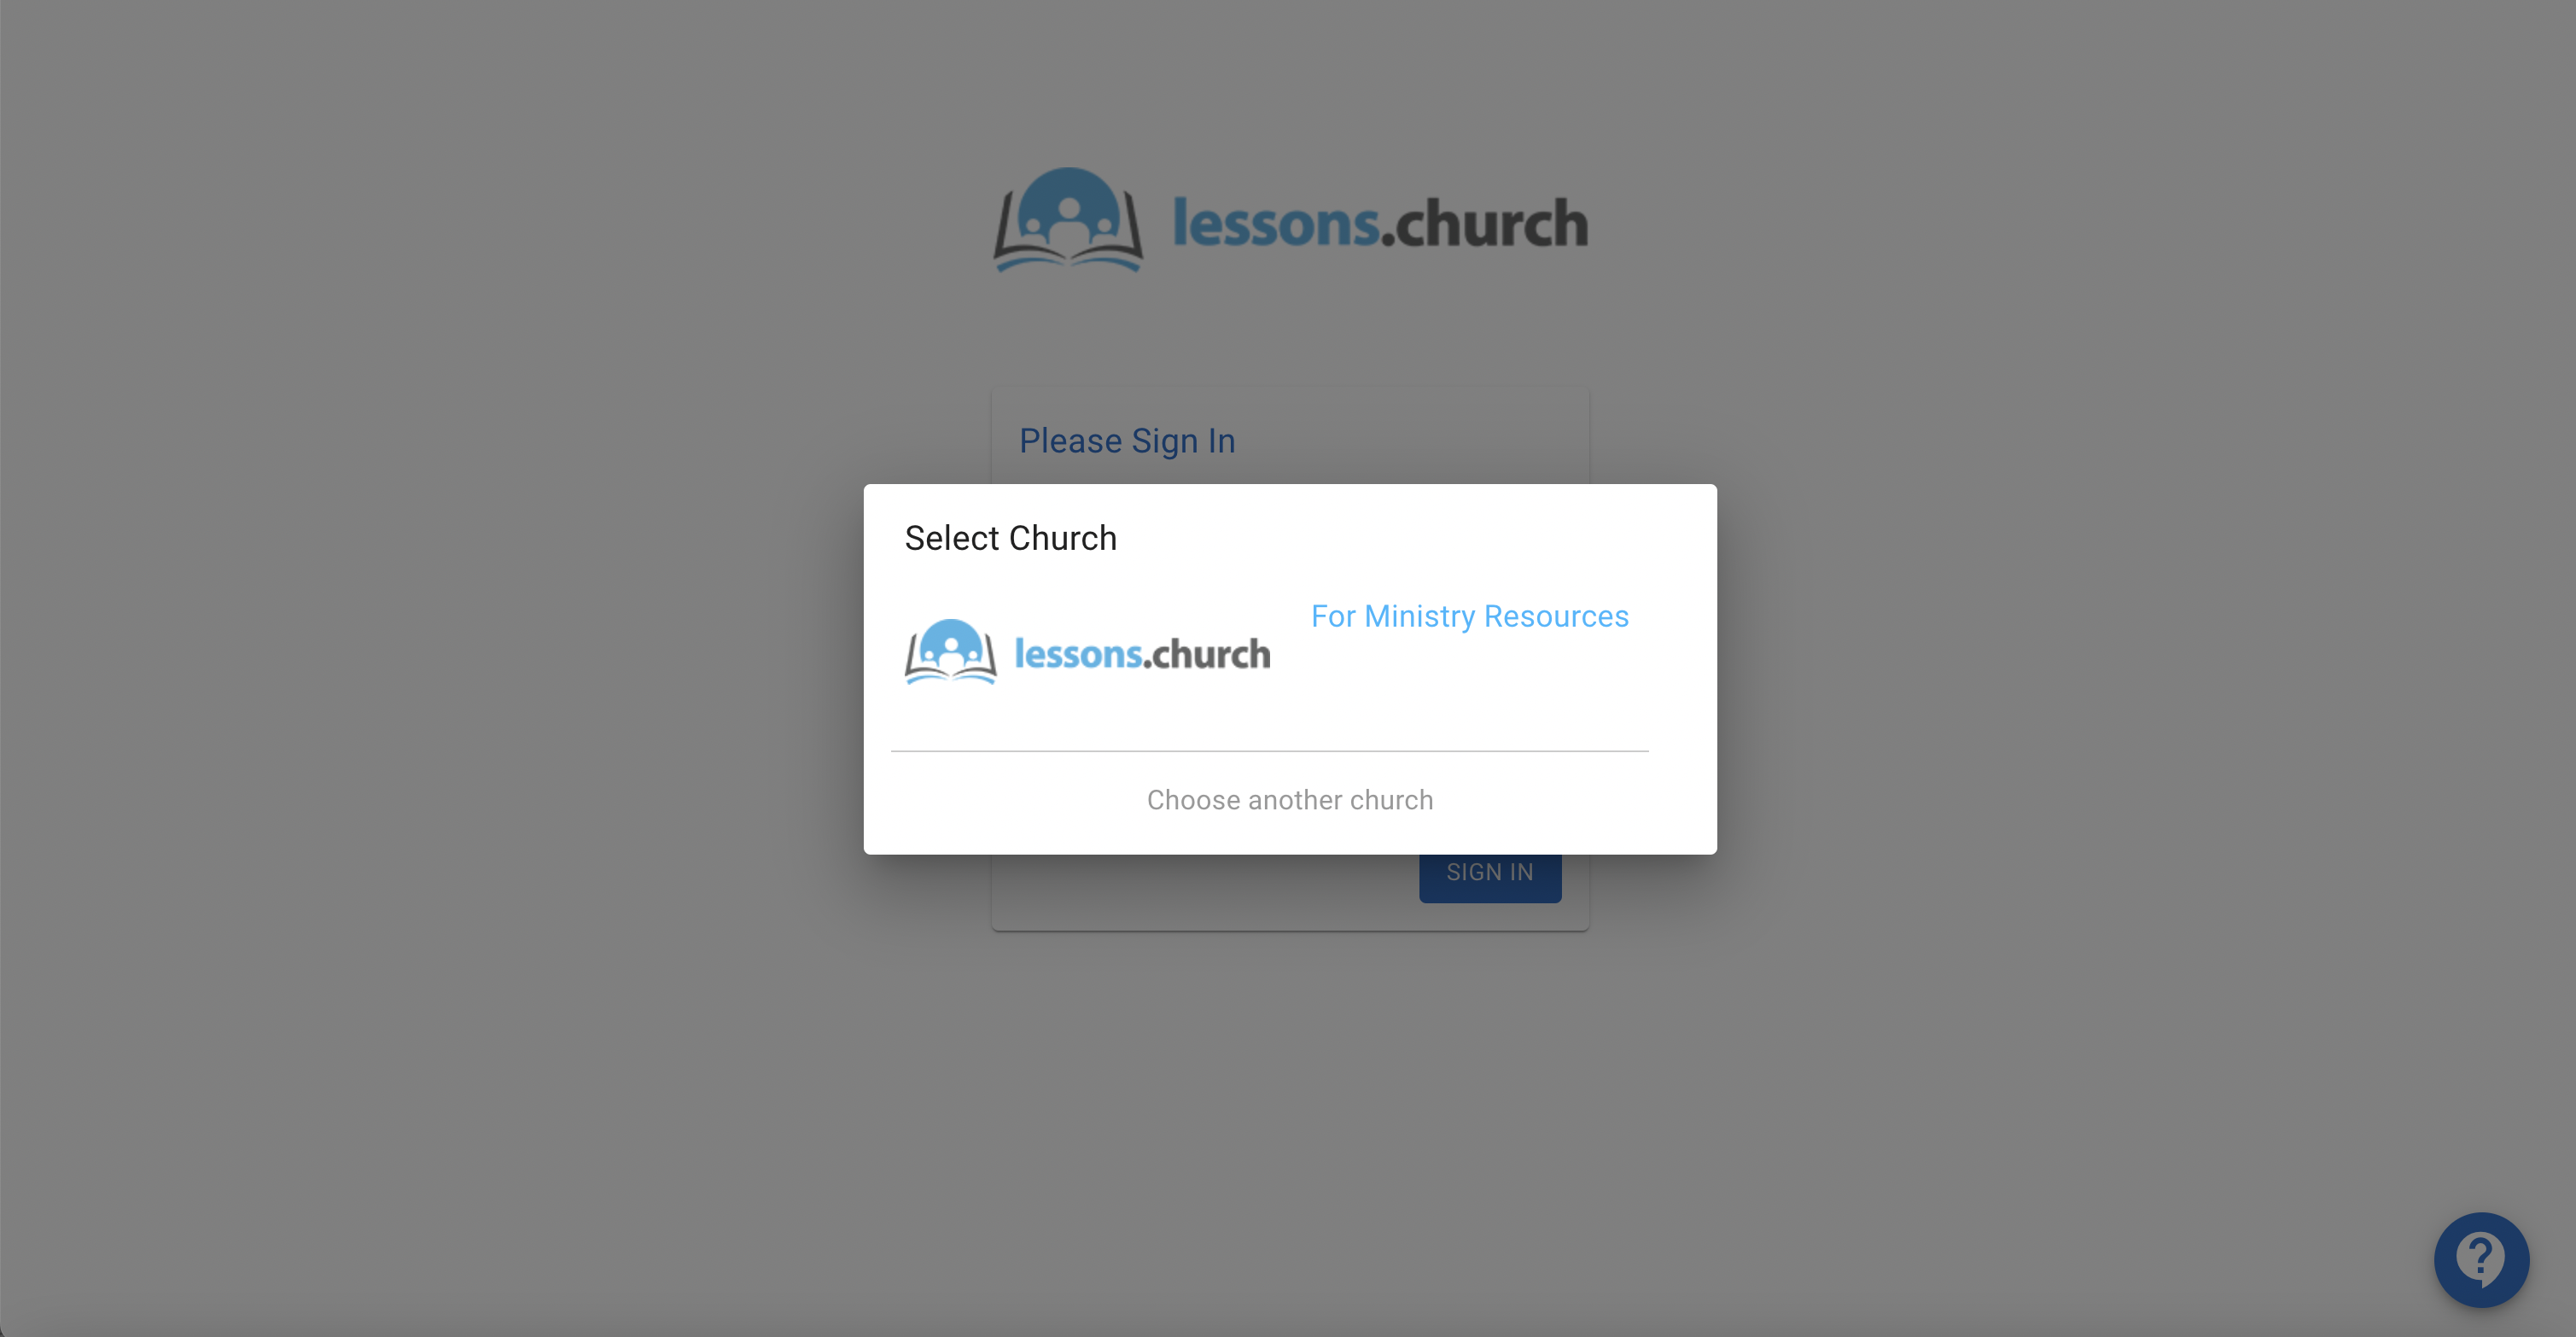 lessons.church
Please Sign In
Select Church
lessons.church
For Ministry Resources
Choose another church
SIGN IN
?